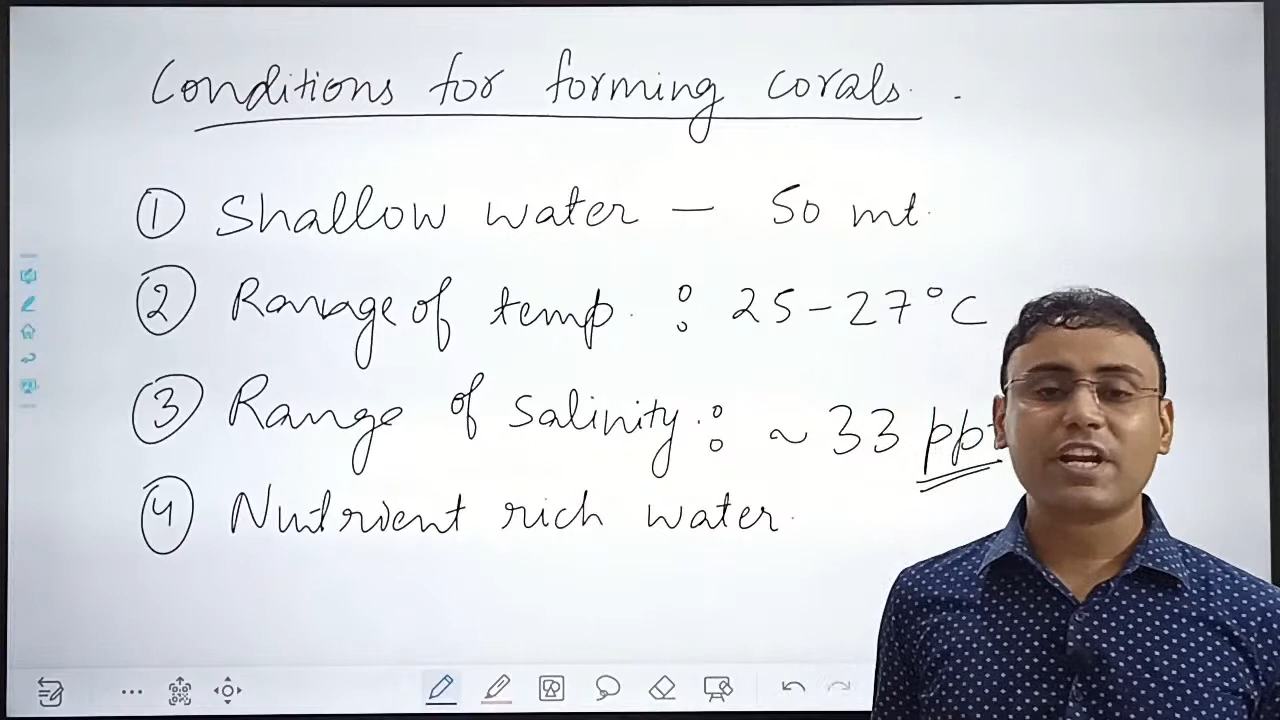 Conditions for forming corals.
① Shallow water — 50 mt.
② Range of temp. : 25-27°C
③ Range of salinity : ~ 33 ppt
④ Nutrient rich water.